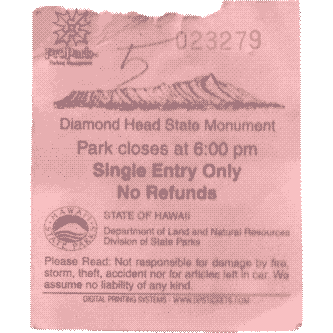 023279
5
Diamond Head State Monument
Park closes at 6:00 pm
Single Entry Only
No Refunds
HAWAII
STATE PARKS
STATE OF HAWAII
Department of Land and Natural Resources
Division of State Parks
Please Read: Not responsible for damage by fire,
storm, theft, accident nor for articles left in car. We
assume no liability of any kind.
DIGITAL PRINTING SYSTEMS